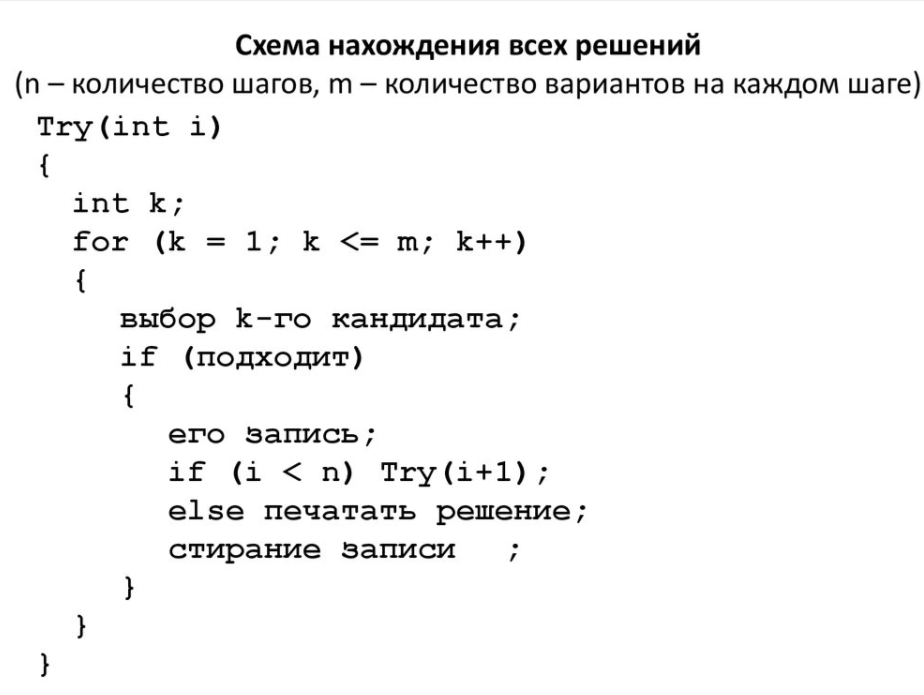 Схема нахождения всех решений
(n – количество шагов, m – количество вариантов на каждом шаге)
Try(int i)
{
int k;
for (k = 1; k <= m; k++)
{
выбор k-го кандидата;
if (подходит)
{
его запись;
if (i < n) Try(i+1);
else печатать решение;
стирание записи ;
}
}
}